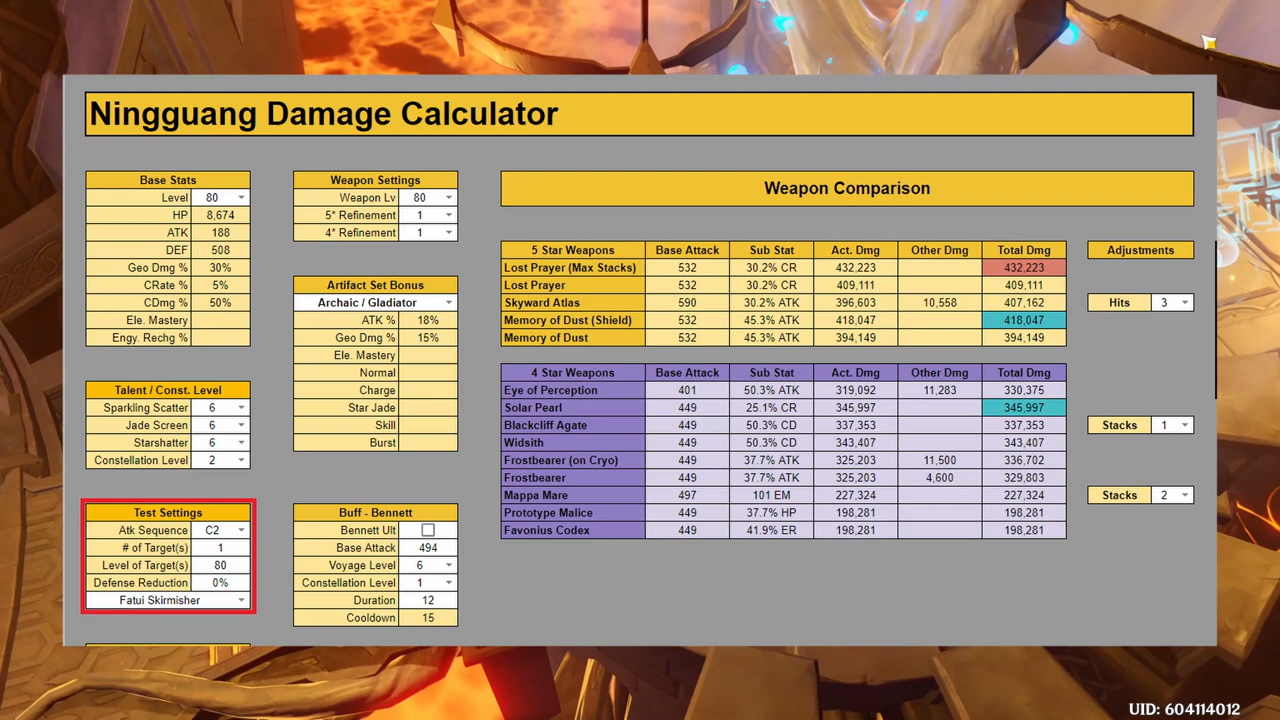 Ningguang Damage Calculator
Base Stats
Level 80
HP 8,674
ATK 188
DEF 508
Geo Dmg % 30%
CRate % 5%
CDmg % 50%
Ele. Mastery
Engy. Rechg %
Talent / Const. Level
Sparkling Scatter 6
Jade Screen 6
Starshatter 6
Constellation Level 2
Test Settings
Atk Sequence C2
# of Target(s) 1
Level of Target(s) 80
Defense Reduction 0%
Fatui Skirmisher
Weapon Settings
Weapon Lv 80
5* Refinement 1
4* Refinement 1
Artifact Set Bonus
Archaic / Gladiator
ATK % 18%
Geo Dmg % 15%
Ele. Mastery
Normal
Charge
Star Jade
Skill
Burst
Buff - Bennett
Bennett Ult
Base Attack 494
Voyage Level 6
Constellation Level 1
Duration 12
Cooldown 15
Weapon Comparison
5 Star Weapons Base Attack Sub Stat Act. Dmg Other Dmg Total Dmg
Lost Prayer (Max Stacks) 532 30.2% CR 432,223 432,223
Lost Prayer 532 30.2% CR 409,111 409,111
Skyward Atlas 590 30.2% ATK 396,603 10,558 407,162
Memory of Dust (Shield) 532 45.3% ATK 418,047 418,047
Memory of Dust 532 45.3% ATK 394,149 394,149
4 Star Weapons Base Attack Sub Stat Act. Dmg Other Dmg Total Dmg
Eye of Perception 401 50.3% ATK 319,092 11,283 330,375
Solar Pearl 449 25.1% CR 345,997 345,997
Blackcliff Agate 449 50.3% CD 337,353 337,353
Widsith 449 50.3% CD 343,407 343,407
Frostbearer (on Cryo) 449 37.7% ATK 325,203 11,500 336,702
Frostbearer 449 37.7% ATK 325,203 4,600 329,803
Mappa Mare 497 101 EM 227,324 227,324
Prototype Malice 449 37.7% HP 198,281 198,281
Favonius Codex 449 41.9% ER 198,281 198,281
Adjustments
Hits 3
Stacks 1
Stacks 2
UID: 604114012